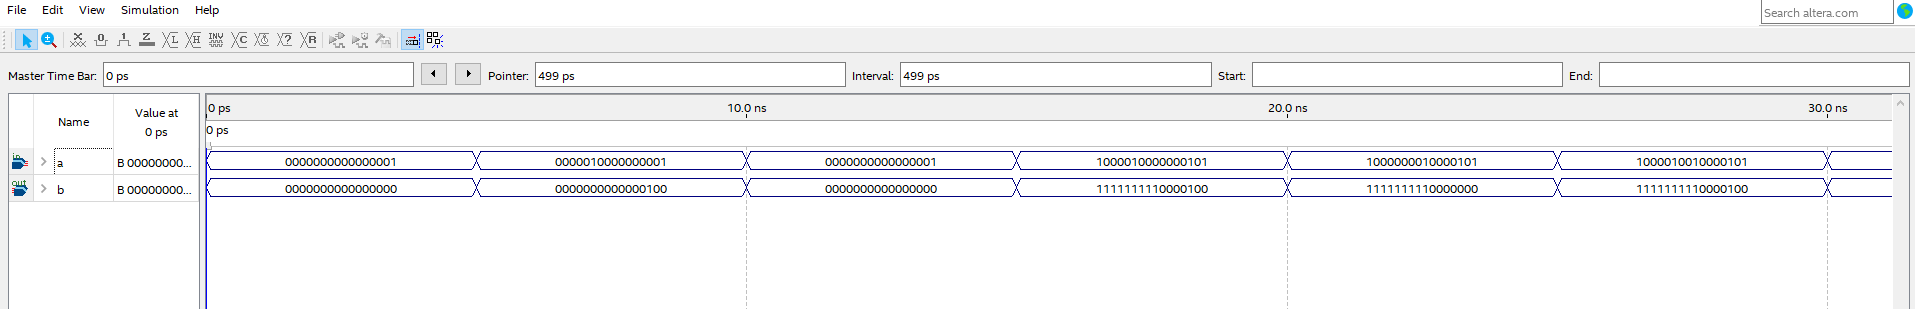 File Edit View Simulation Help
Search altera.com
Master Time Bar: 0 ps Pointer: 499 ps Interval: 499 ps Start: End:
Name Value at 0 ps
0 ps 10.0 ns 20.0 ns 30.0 ns
0 ps
in a B 00000000... 0000000000000001 0000010000000001 0000000000000001 1000010000000101 1000000010000101 1000010010000101
out b B 00000000... 0000000000000000 0000000000000100 0000000000000000 1111111110000100 1111111110000000 1111111110000100